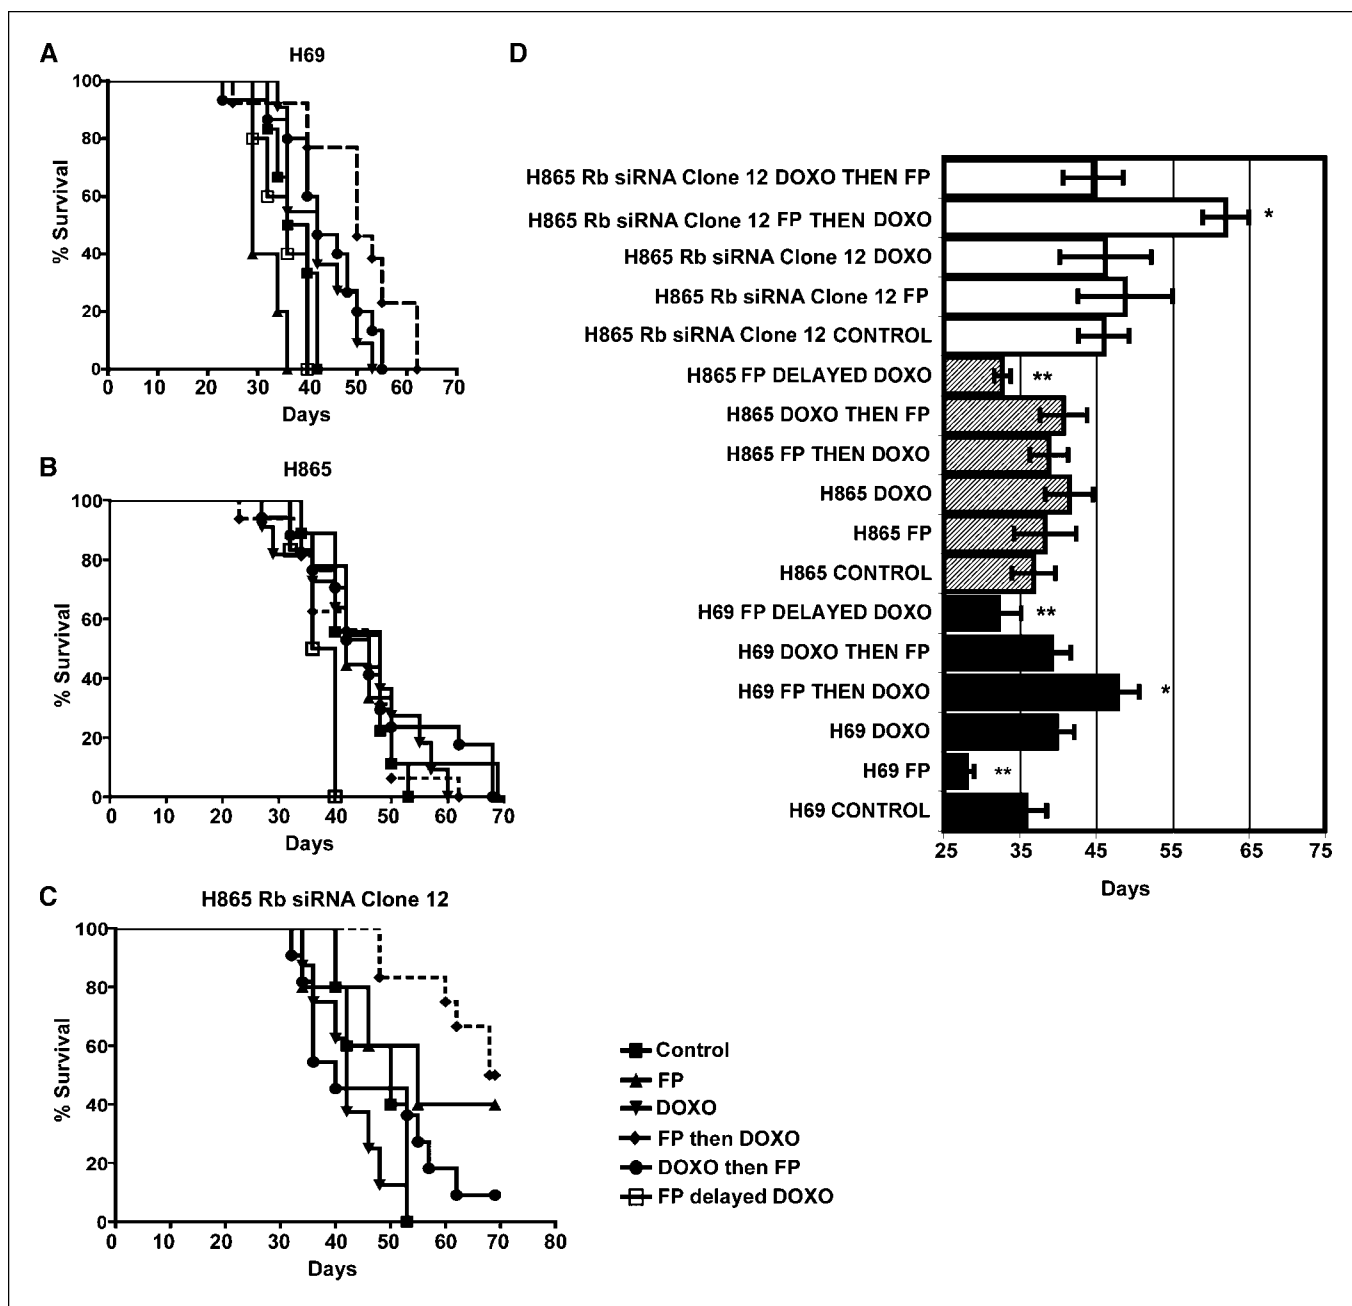 A
H69
% Survival
100
80
60
40
20
0
0 10 20 30 40 50 60 70
Days
B
H865
% Survival
100
80
60
40
20
0
0 10 20 30 40 50 60 70
Days
C
H865 Rb siRNA Clone 12
% Survival
100
80
60
40
20
0
0 10 20 30 40 50 60 70 80
Days
Control
FP
DOXO
FP then DOXO
DOXO then FP
FP delayed DOXO
D
H865 Rb siRNA Clone 12 DOXO THEN FP
H865 Rb siRNA Clone 12 FP THEN DOXO *
H865 Rb siRNA Clone 12 DOXO
H865 Rb siRNA Clone 12 FP
H865 Rb siRNA Clone 12 CONTROL
H865 FP DELAYED DOXO **
H865 DOXO THEN FP
H865 FP THEN DOXO
H865 DOXO
H865 FP
H865 CONTROL
H69 FP DELAYED DOXO **
H69 DOXO THEN FP
H69 FP THEN DOXO *
H69 DOXO
H69 FP **
H69 CONTROL
25 35 45 55 65 75
Days